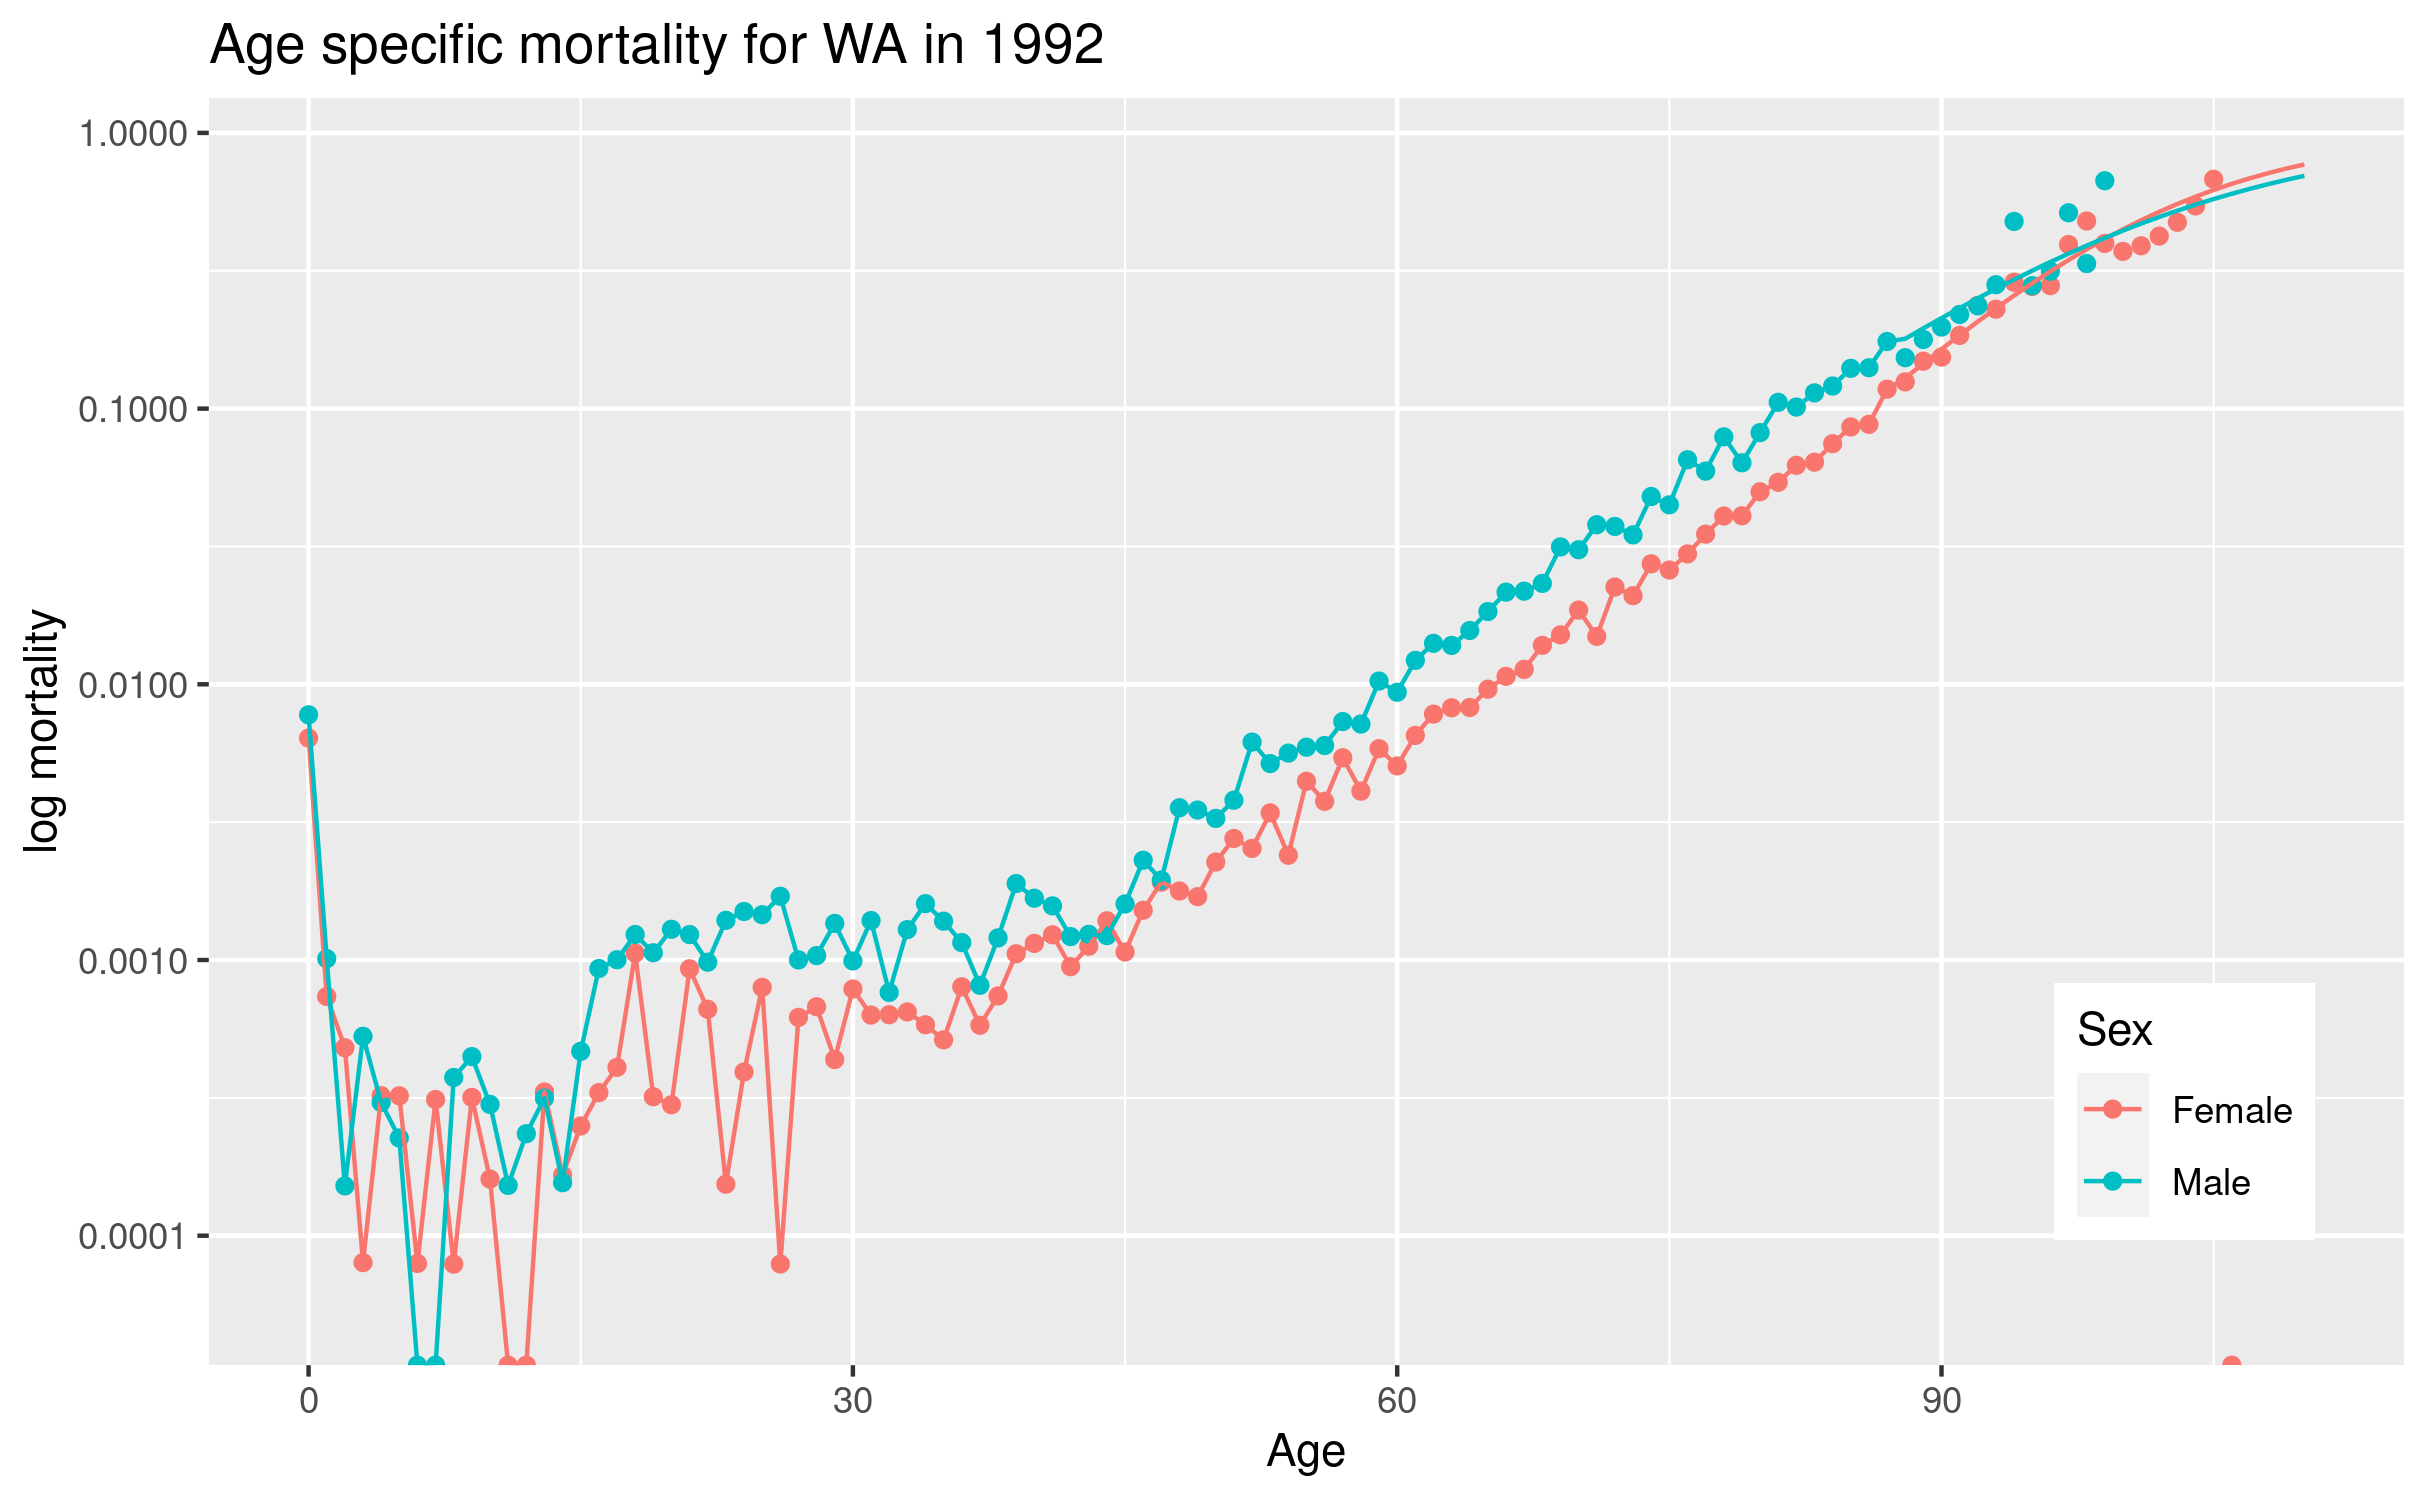 Age specific mortality for WA in 1992
1.0000
0.1000
0.0100
0.0010
0.0001
log mortality
0
30
60
90
Age
Sex
Female
Male